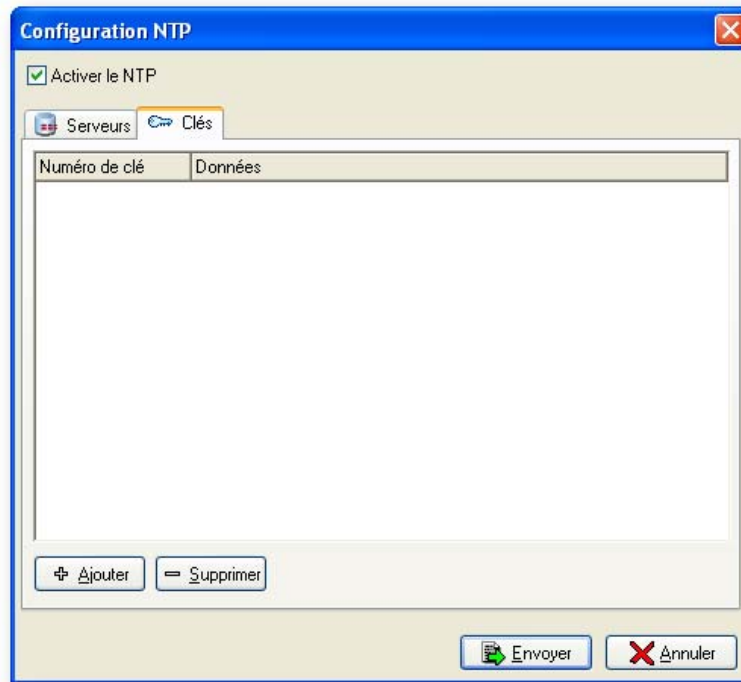 Configuration NTP
Activer le NTP
Serveurs Clés
Numéro de clé Données
Ajouter Supprimer
Envoyer Annuler